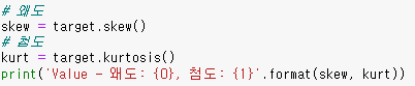 # 왜도
skew = target.skew()
# 첨도
kurt = target.kurtosis()
print('Value - 왜도: {0}, 첨도: {1}'.format(skew, kurt))